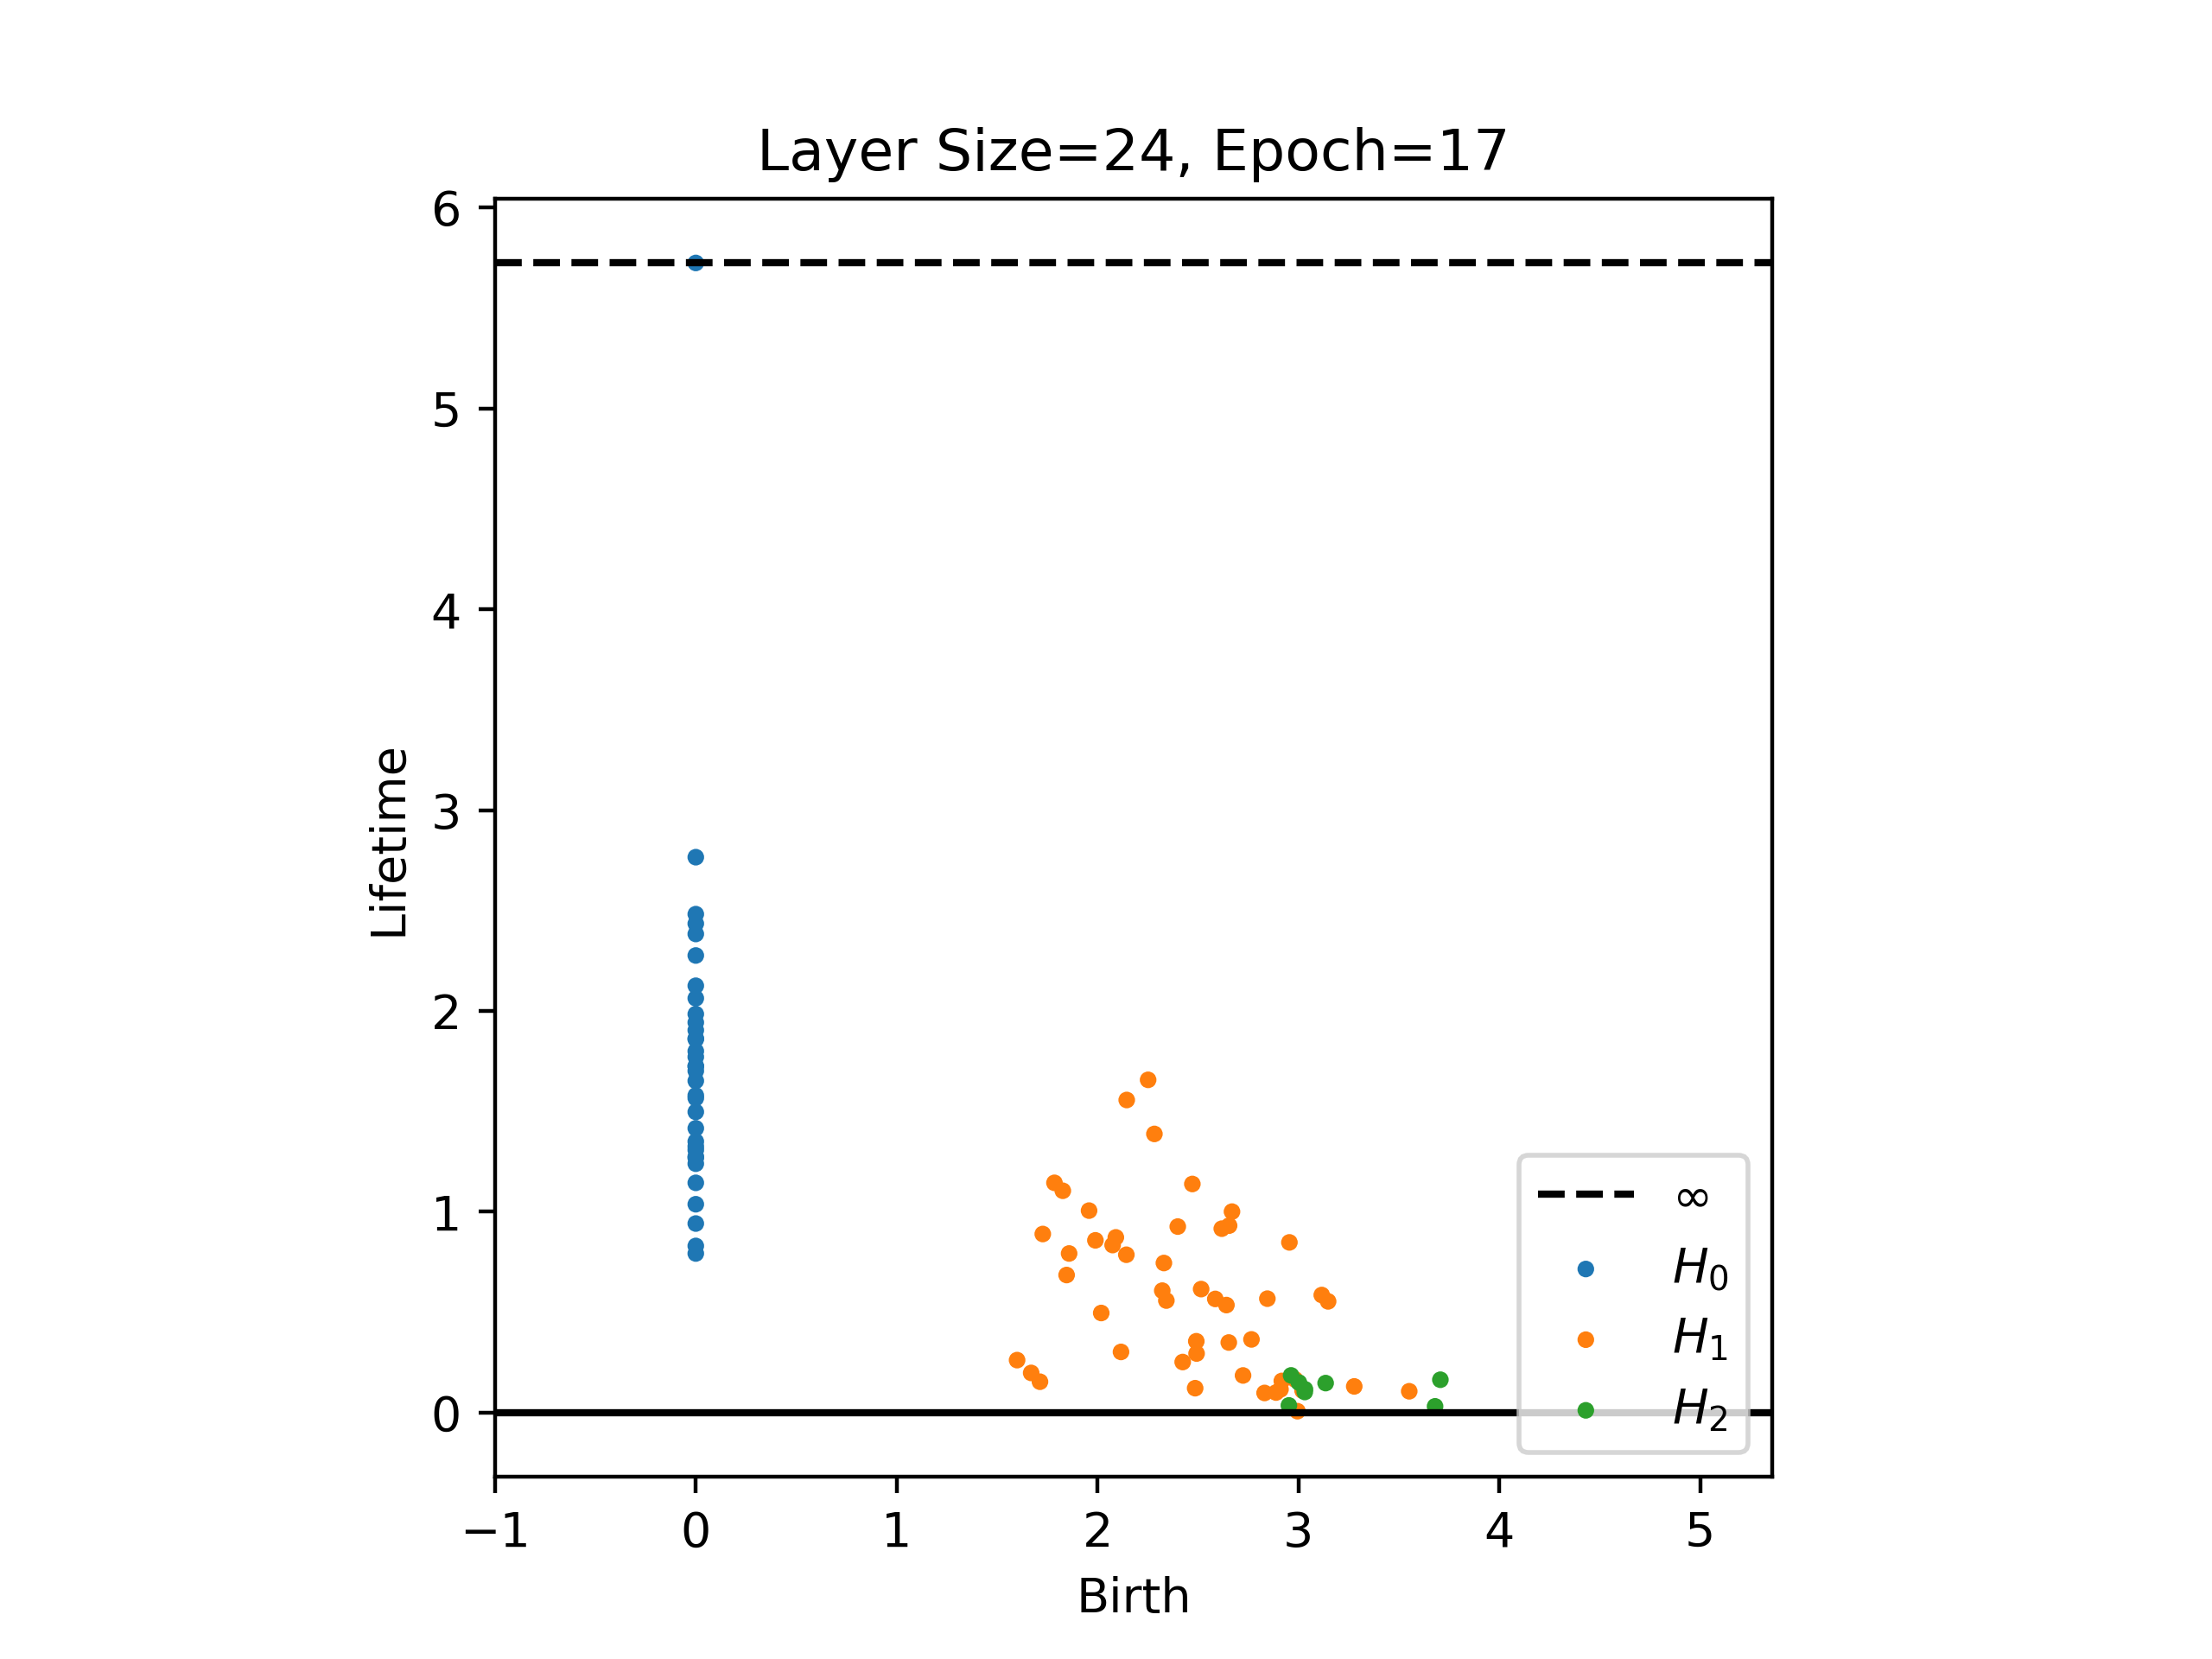 Layer Size=24, Epoch=17
6
5
4
3
2
1
0
Lifetime
∞
H₀
H₁
H₂
−1 0 1 2 3 4 5
Birth